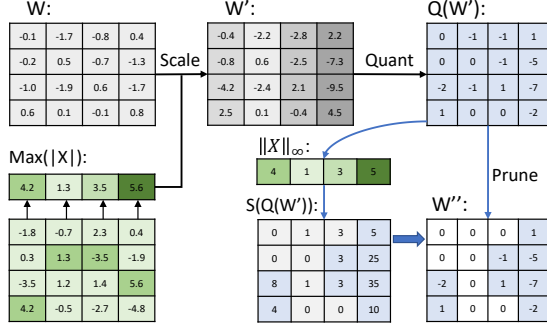 W:
-0.1 -1.7 -0.8 0.4
-0.2 0.5 -0.7 -1.3
-1.0 -1.9 0.6 -1.7
0.6 0.1 -0.1 0.8
Scale
W':
-0.4 -2.2 -2.8 2.2
-0.8 0.6 -2.5 -7.3
-4.2 -2.4 2.1 -9.5
2.5 0.1 -0.4 4.5
Quant
Q(W'):
0 -1 -1 1
0 0 -1 -5
-2 -1 1 -7
1 0 0 -2
Max(|X|):
4.2 1.3 3.5 5.6
-1.8 -0.7 2.3 0.4
0.3 1.3 -3.5 -1.9
-3.5 1.2 1.4 5.6
4.2 -0.5 -2.7 -4.8
‖X‖∞:
4 1 3 5
S(Q(W')):
0 1 3 5
0 0 3 25
8 1 3 35
4 0 0 10
Prune
W'':
0 0 0 1
0 0 -1 -5
-2 0 1 -7
1 0 0 -2